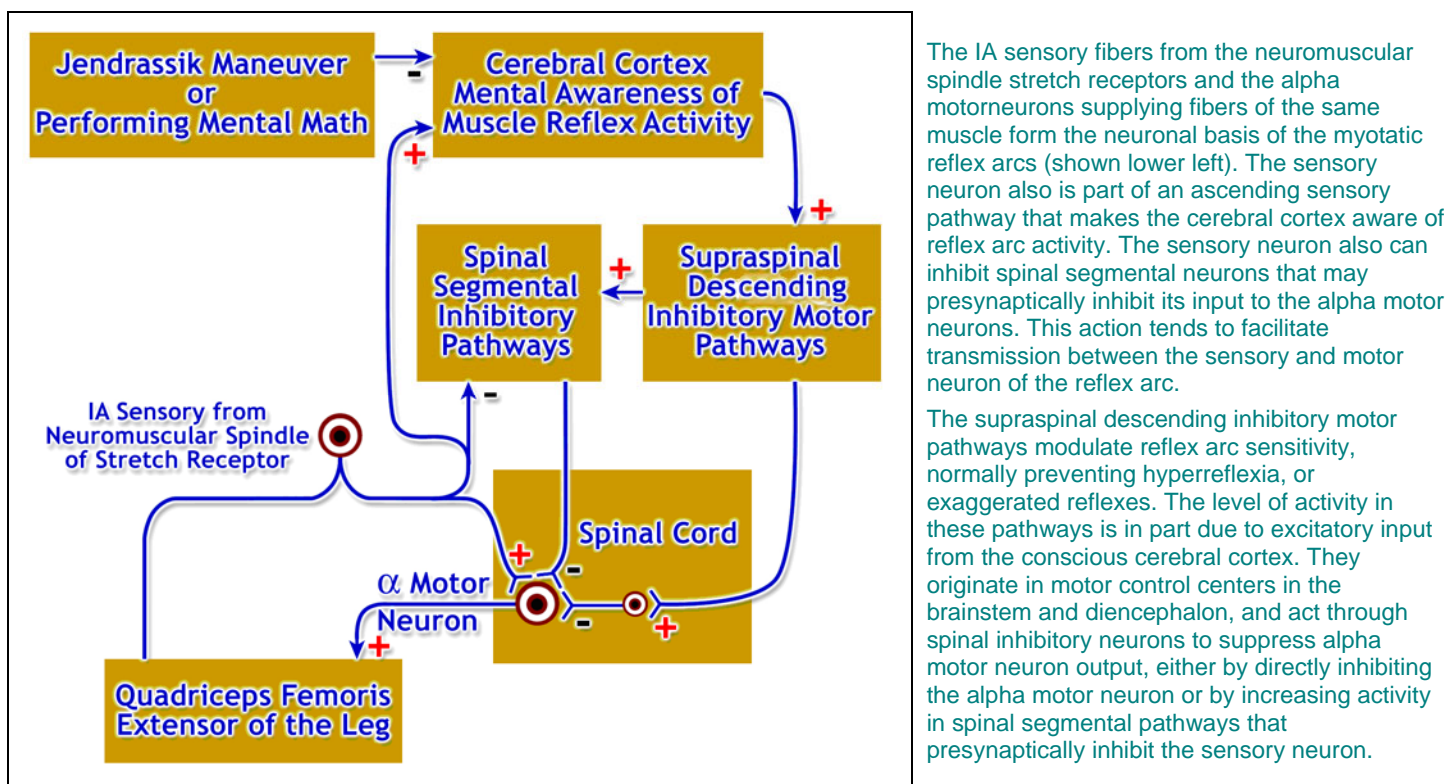 Jendrassik Maneuver
or
Performing Mental Math
-
Cerebral Cortex
Mental Awareness of
Muscle Reflex Activity
+
+
Spinal
Segmental
Inhibitory
Pathways
+
Supraspinal
Descending
Inhibitory Motor
Pathways
-
IA Sensory from
Neuromuscular Spindle
of Stretch Receptor
Spinal Cord
+
-
α Motor
Neuron
-
+
+
Quadriceps Femoris
Extensor of the Leg
The IA sensory fibers from the neuromuscular
spindle stretch receptors and the alpha
motorneurons supplying fibers of the same
muscle form the neuronal basis of the myotatic
reflex arcs (shown lower left). The sensory
neuron also is part of an ascending sensory
pathway that makes the cerebral cortex aware of
reflex arc activity. The sensory neuron also can
inhibit spinal segmental neurons that may
presynaptically inhibit its input to the alpha motor
neurons. This action tends to facilitate
transmission between the sensory and motor
neuron of the reflex arc.
The supraspinal descending inhibitory motor
pathways modulate reflex arc sensitivity,
normally preventing hyperreflexia, or
exaggerated reflexes. The level of activity in
these pathways is in part due to excitatory input
from the conscious cerebral cortex. They
originate in motor control centers in the
brainstem and diencephalon, and act through
spinal inhibitory neurons to suppress alpha
motor neuron output, either by directly inhibiting
the alpha motor neuron or by increasing activity
in spinal segmental pathways that
presynaptically inhibit the sensory neuron.